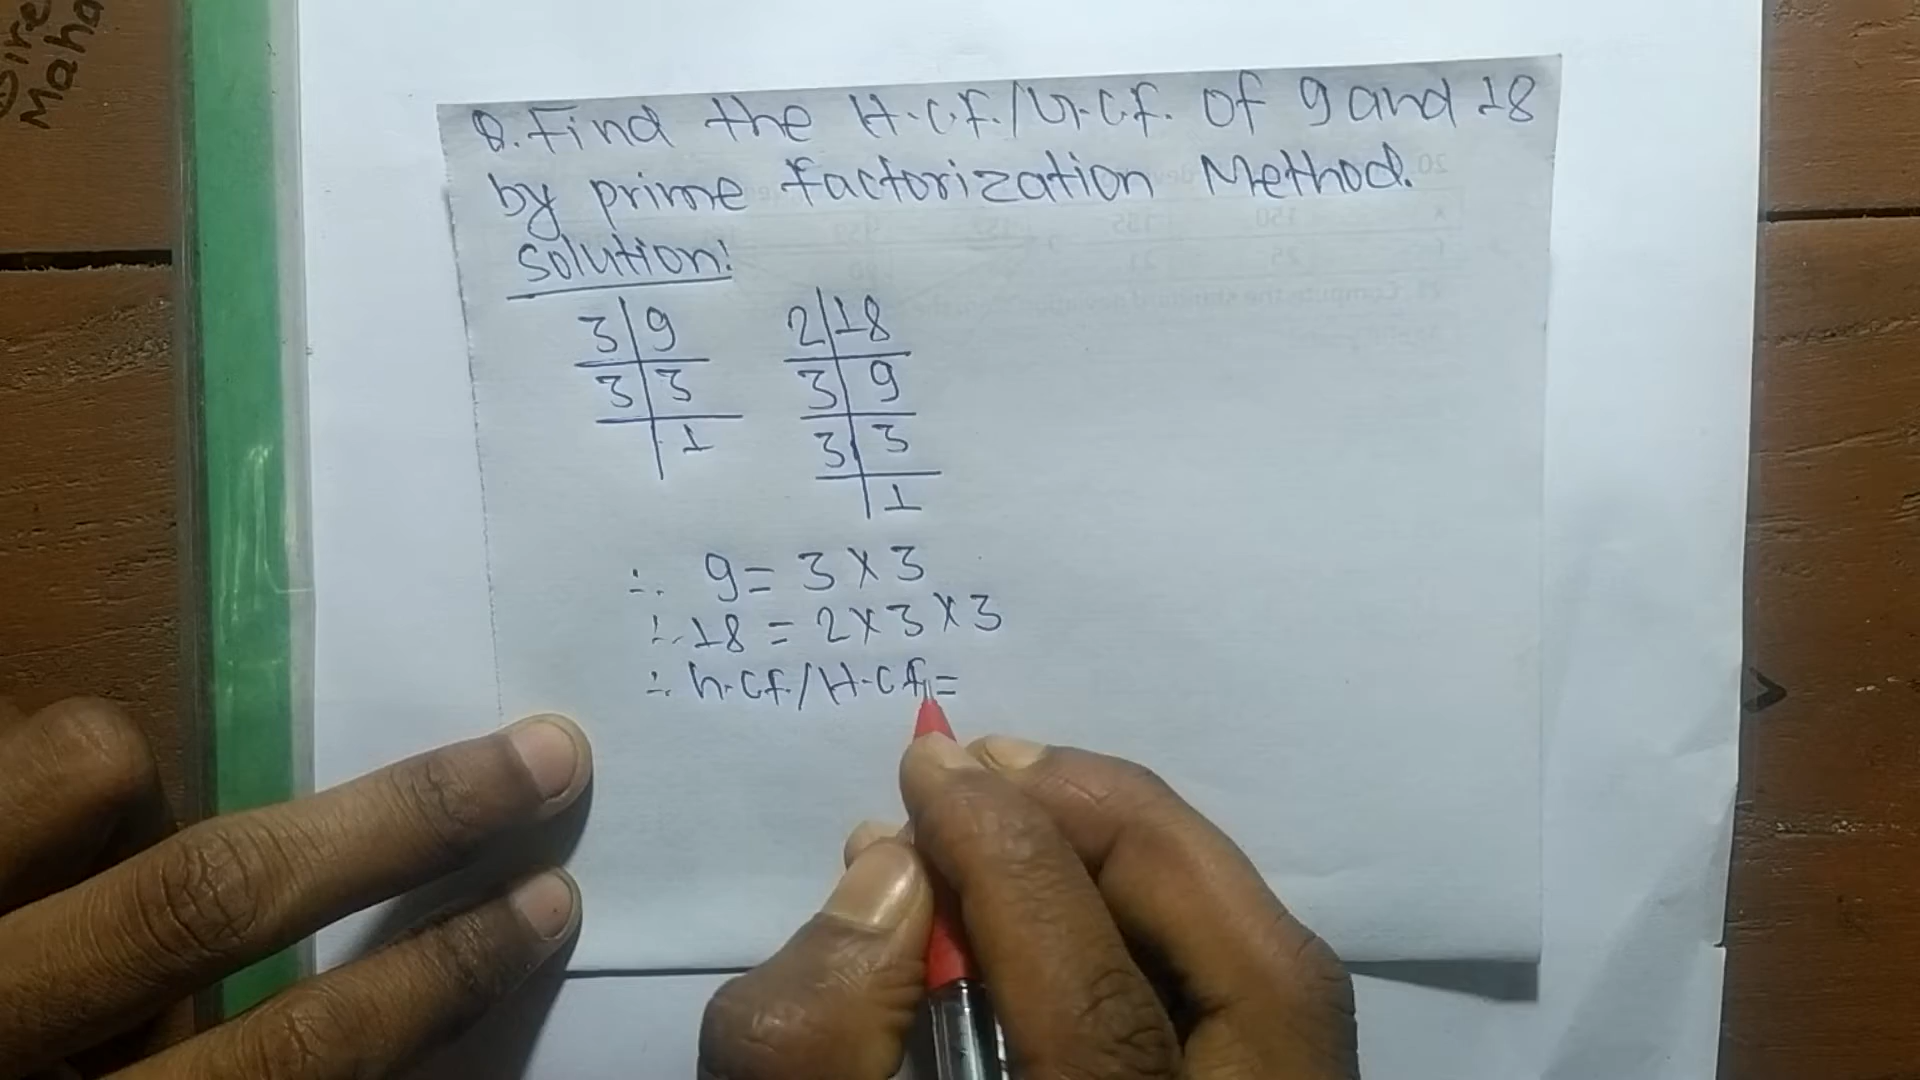 Q. Find the H.C.F./G.C.F. of 9 and 18
by prime factorization Method.
Solution:
3 | 9
3 | 3
1
2 | 18
3 | 9
3 | 3
1
∴ 9 = 3 × 3
∴ 18 = 2 × 3 × 3
∴ G.C.F./H.C.F =